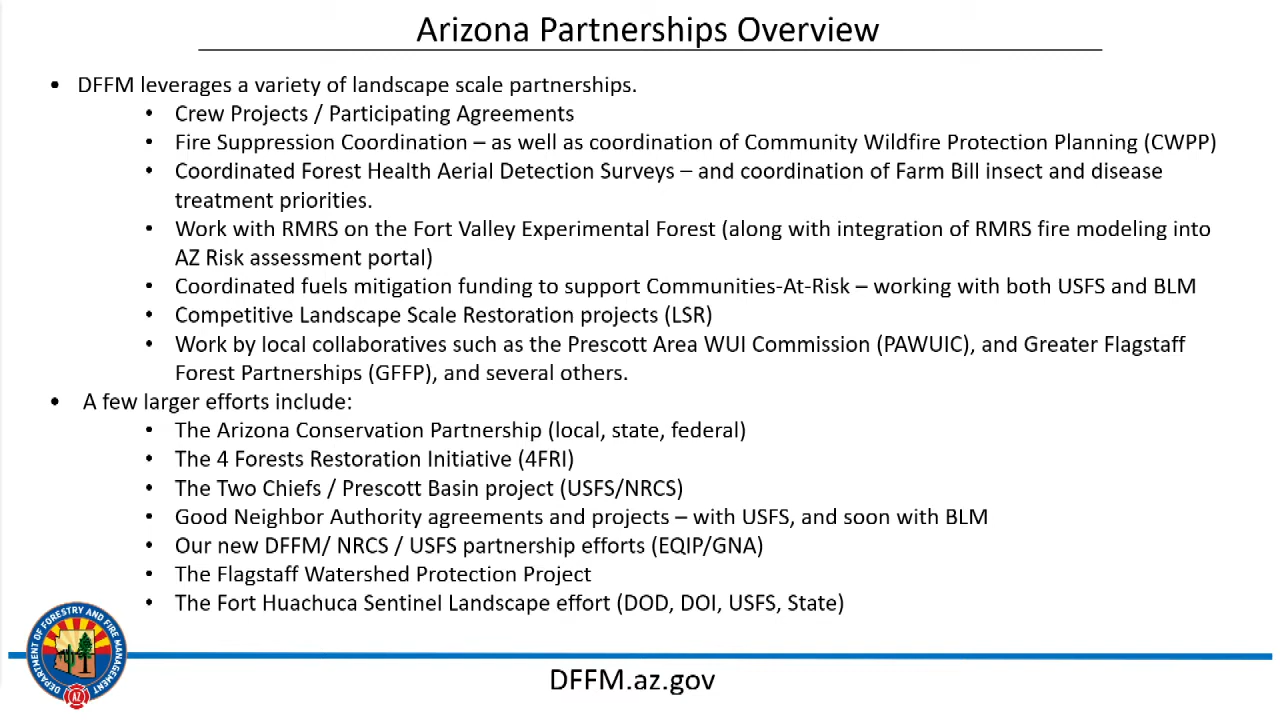 Arizona Partnerships Overview
• DFFM leverages a variety of landscape scale partnerships.
• Crew Projects / Participating Agreements
• Fire Suppression Coordination – as well as coordination of Community Wildfire Protection Planning (CWPP)
• Coordinated Forest Health Aerial Detection Surveys – and coordination of Farm Bill insect and disease
treatment priorities.
• Work with RMRS on the Fort Valley Experimental Forest (along with integration of RMRS fire modeling into
AZ Risk assessment portal)
• Coordinated fuels mitigation funding to support Communities-At-Risk – working with both USFS and BLM
• Competitive Landscape Scale Restoration projects (LSR)
• Work by local collaboratives such as the Prescott Area WUI Commission (PAWUIC), and Greater Flagstaff
Forest Partnerships (GFFP), and several others.
• A few larger efforts include:
• The Arizona Conservation Partnership (local, state, federal)
• The 4 Forests Restoration Initiative (4FRI)
• The Two Chiefs / Prescott Basin project (USFS/NRCS)
• Good Neighbor Authority agreements and projects – with USFS, and soon with BLM
• Our new DFFM/ NRCS / USFS partnership efforts (EQIP/GNA)
• The Flagstaff Watershed Protection Project
• The Fort Huachuca Sentinel Landscape effort (DOD, DOI, USFS, State)
DEPARTMENT OF FORESTRY AND FIRE MANAGEMENT
AZ
DFFM.az.gov